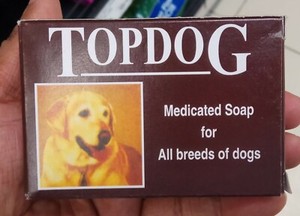 TOPDOG
Medicated Soap
for
All breeds of dogs